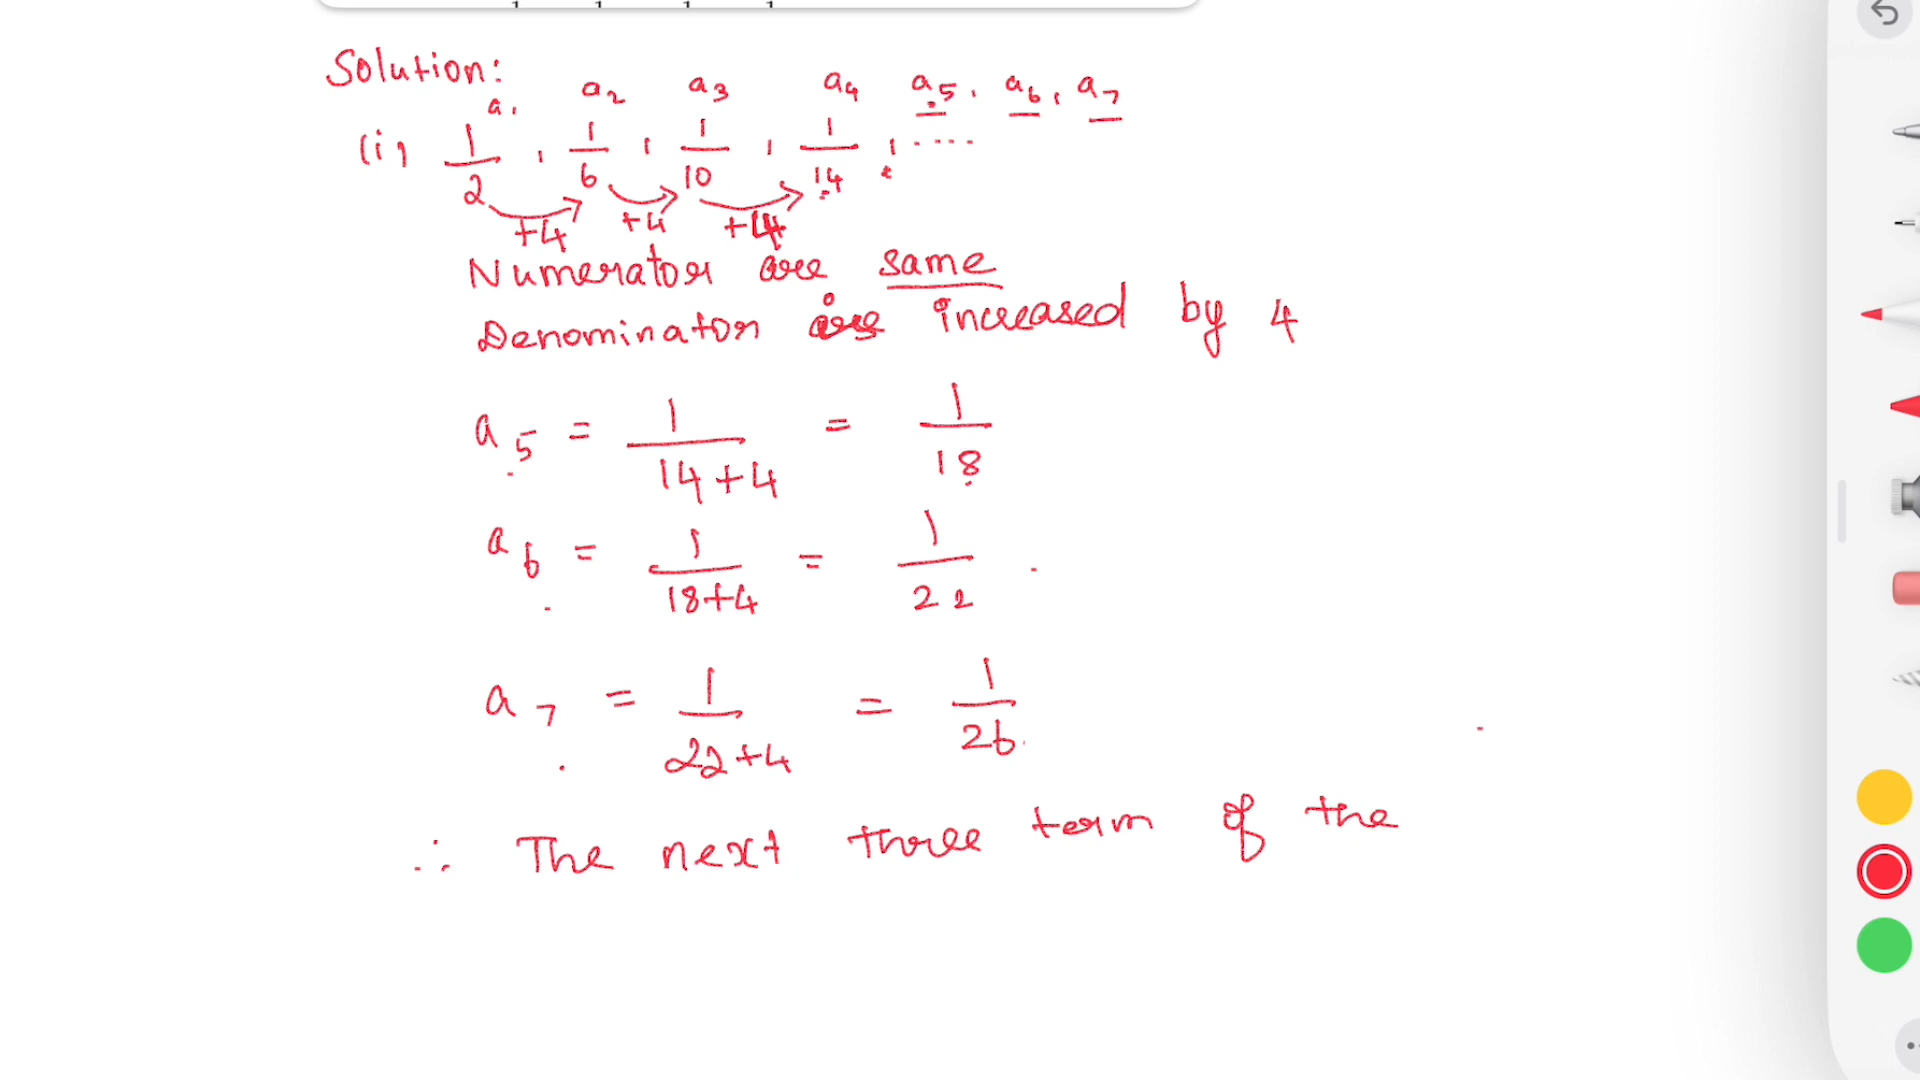 Solution:
a1 a2 a3 a4 a5, a6, a7
(i) 1/2, 1/6, 1/10, 1/14, ....
+4 +4 +4
Numerator are same
Denominator is increased by 4
a5 = 1/14+4 = 1/18
a6 = 1/18+4 = 1/22
a7 = 1/22+4 = 1/26
∴ The next three term of the